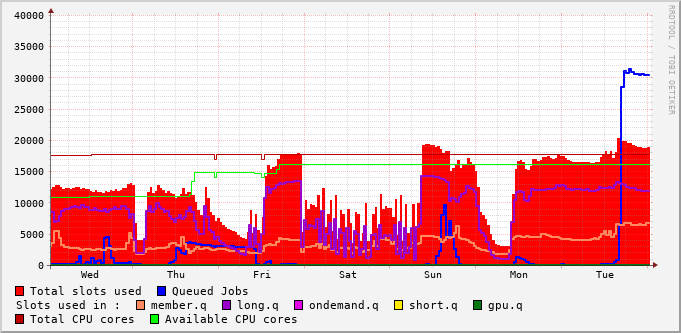 40000
35000
30000
25000
20000
15000
10000
5000
0
Wed Thu Fri Sat Sun Mon Tue
RRDTOOL / TOBI OETIKER
Total slots used Queued Jobs
Slots used in : member.q long.q ondemand.q short.q gpu.q
Total CPU cores Available CPU cores